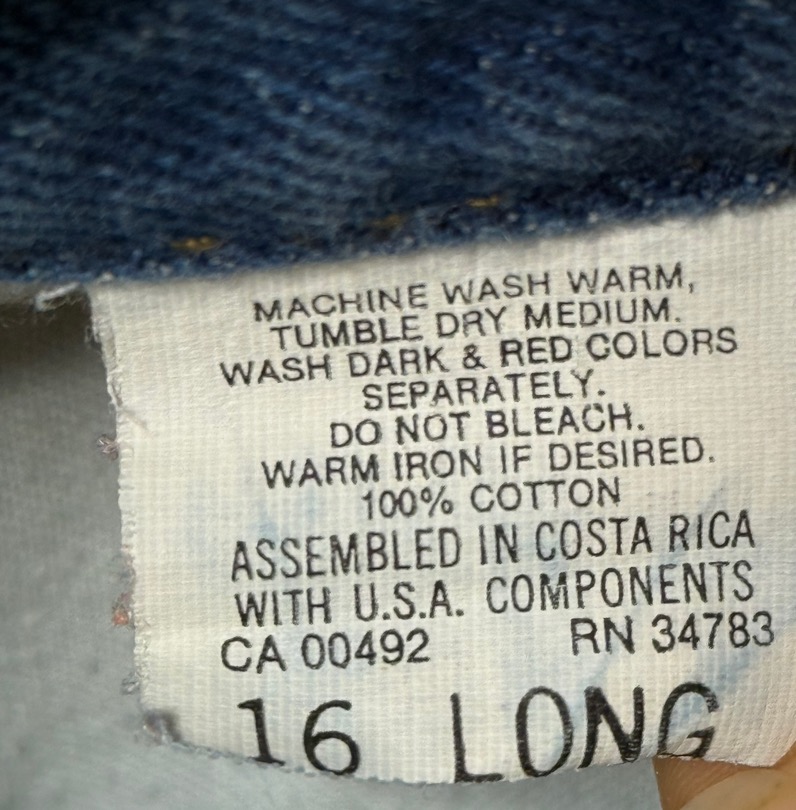 MACHINE WASH WARM,
TUMBLE DRY MEDIUM.
WASH DARK & RED COLORS
SEPARATELY.
DO NOT BLEACH.
WARM IRON IF DESIRED.
100% COTTON
ASSEMBLED IN COSTA RICA
WITH U.S.A. COMPONENTS
CA 00492 RN 34783
16 LONG